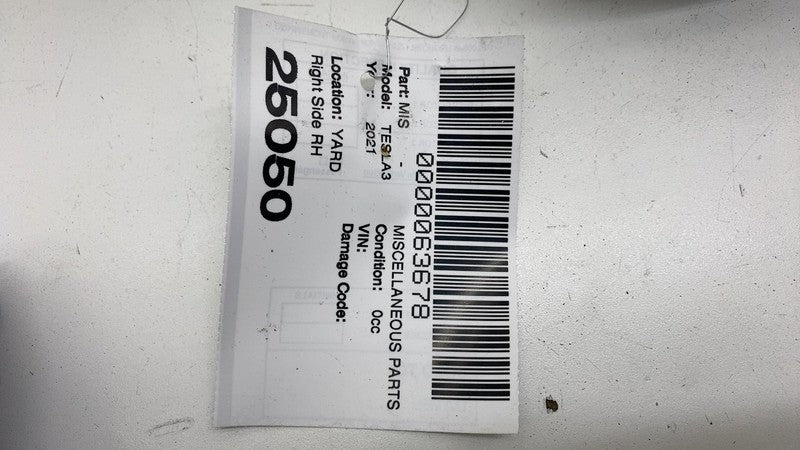 0000063678
Part: MIS - MISCELLANEOUS PARTS
Model: TESLA3 Condition: 0cc
Year: 2021 VIN:
Damage Code:
Location: YARD
Right Side RH
25050